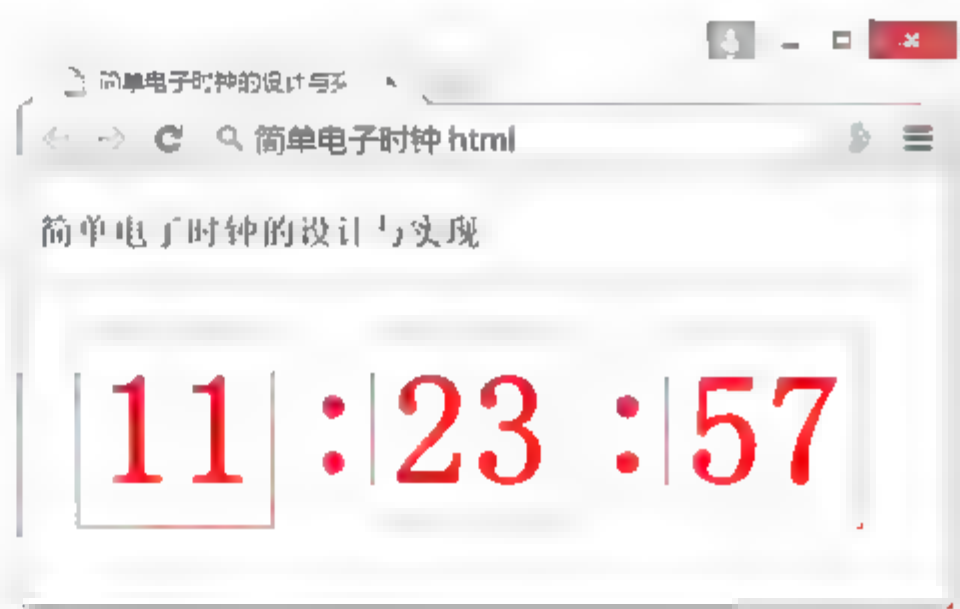 简单电子时钟的设计与实
简单电子时钟 html
简单电子时钟的设计与实现
11 : 23 : 57